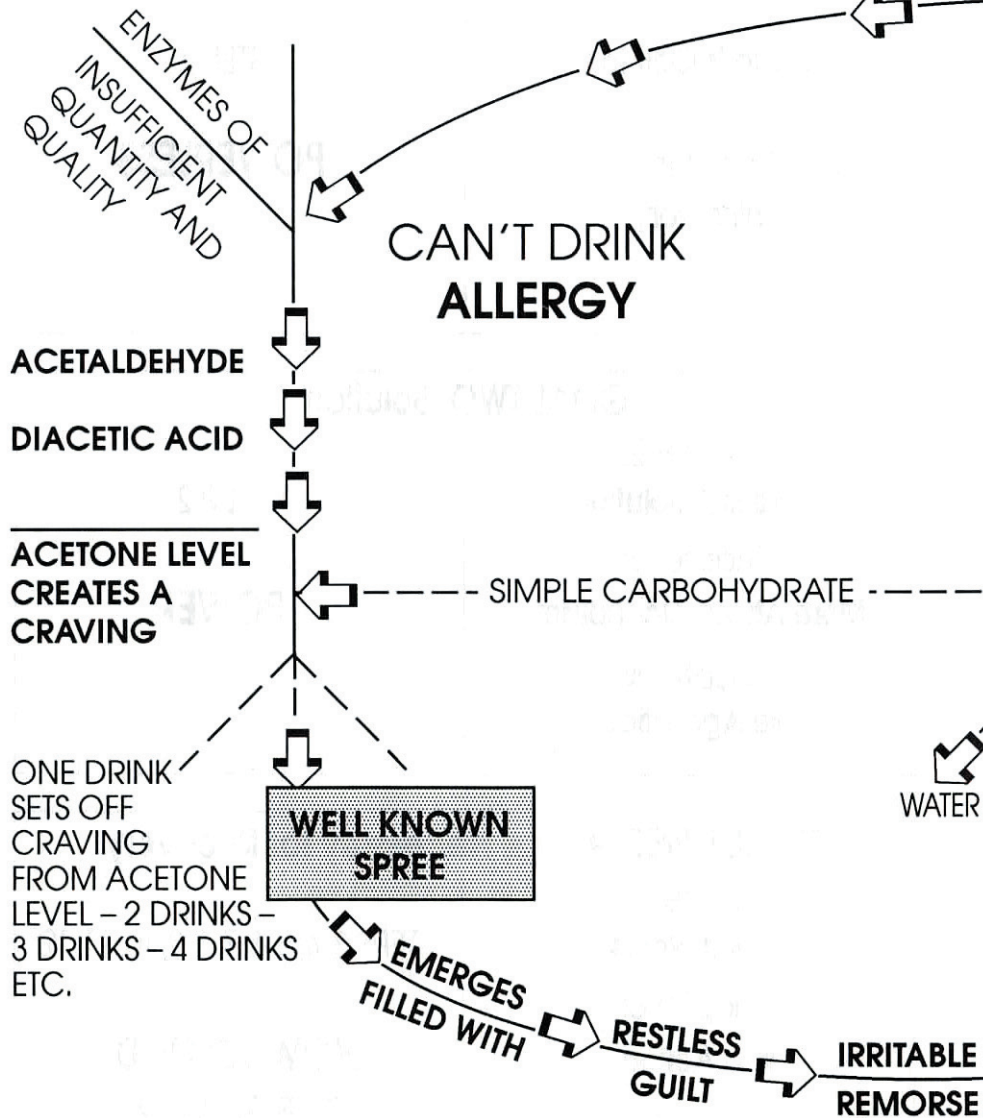 ENZYMES OF
INSUFFICIENT
QUANTITY AND
QUALITY
CAN'T DRINK
ALLERGY
ACETALDEHYDE
DIACETIC ACID
ACETONE LEVEL
CREATES A
CRAVING
SIMPLE CARBOHYDRATE
ONE DRINK
SETS OFF
CRAVING
FROM ACETONE
LEVEL – 2 DRINKS –
3 DRINKS – 4 DRINKS
ETC.
WELL KNOWN
SPREE
WATER
EMERGES
FILLED WITH
RESTLESS
GUILT
IRRITABLE
REMORSE